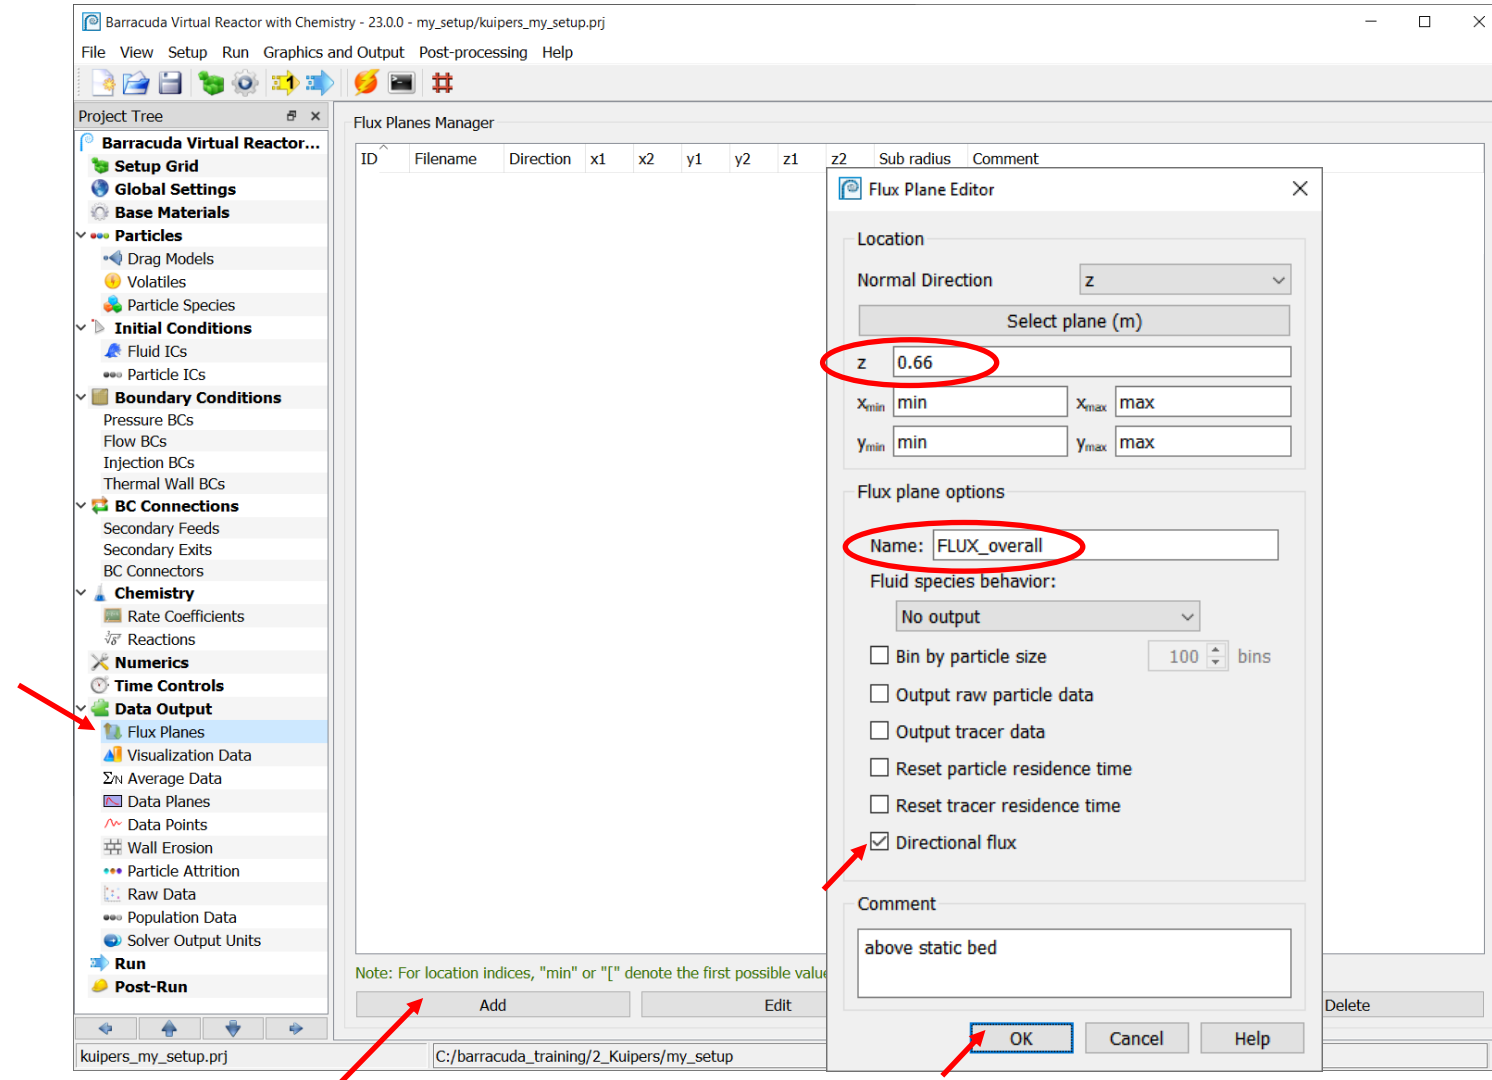 Barracuda Virtual Reactor with Chemistry - 23.0.0 - my_setup/kuipers_my_setup.prj
File View Setup Run Graphics and Output Post-processing Help
Project Tree
Barracuda Virtual Reactor...
Setup Grid
Global Settings
Base Materials
Particles
Drag Models
Volatiles
Particle Species
Initial Conditions
Fluid ICs
Particle ICs
Boundary Conditions
Pressure BCs
Flow BCs
Injection BCs
Thermal Wall BCs
BC Connections
Secondary Feeds
Secondary Exits
BC Connectors
Chemistry
Rate Coefficients
Reactions
Numerics
Time Controls
Data Output
Flux Planes
Visualization Data
Average Data
Data Planes
Data Points
Wall Erosion
Particle Attrition
Raw Data
Population Data
Solver Output Units
Run
Post-Run
Flux Planes Manager
ID Filename Direction x1 x2 y1 y2 z1 z2 Sub radius Comment
Note: For location indices, "min" or "[" denote the first possible value
Add Edit Delete
Flux Plane Editor
Location
Normal Direction z
Select plane (m)
z 0.66
xmin min xmax max
ymin min ymax max
Flux plane options
Name: FLUX_overall
Fluid species behavior:
No output
Bin by particle size 100 bins
Output raw particle data
Output tracer data
Reset particle residence time
Reset tracer residence time
Directional flux
Comment
above static bed
OK Cancel Help
kuipers_my_setup.prj C:/barracuda_training/2_Kuipers/my_setup